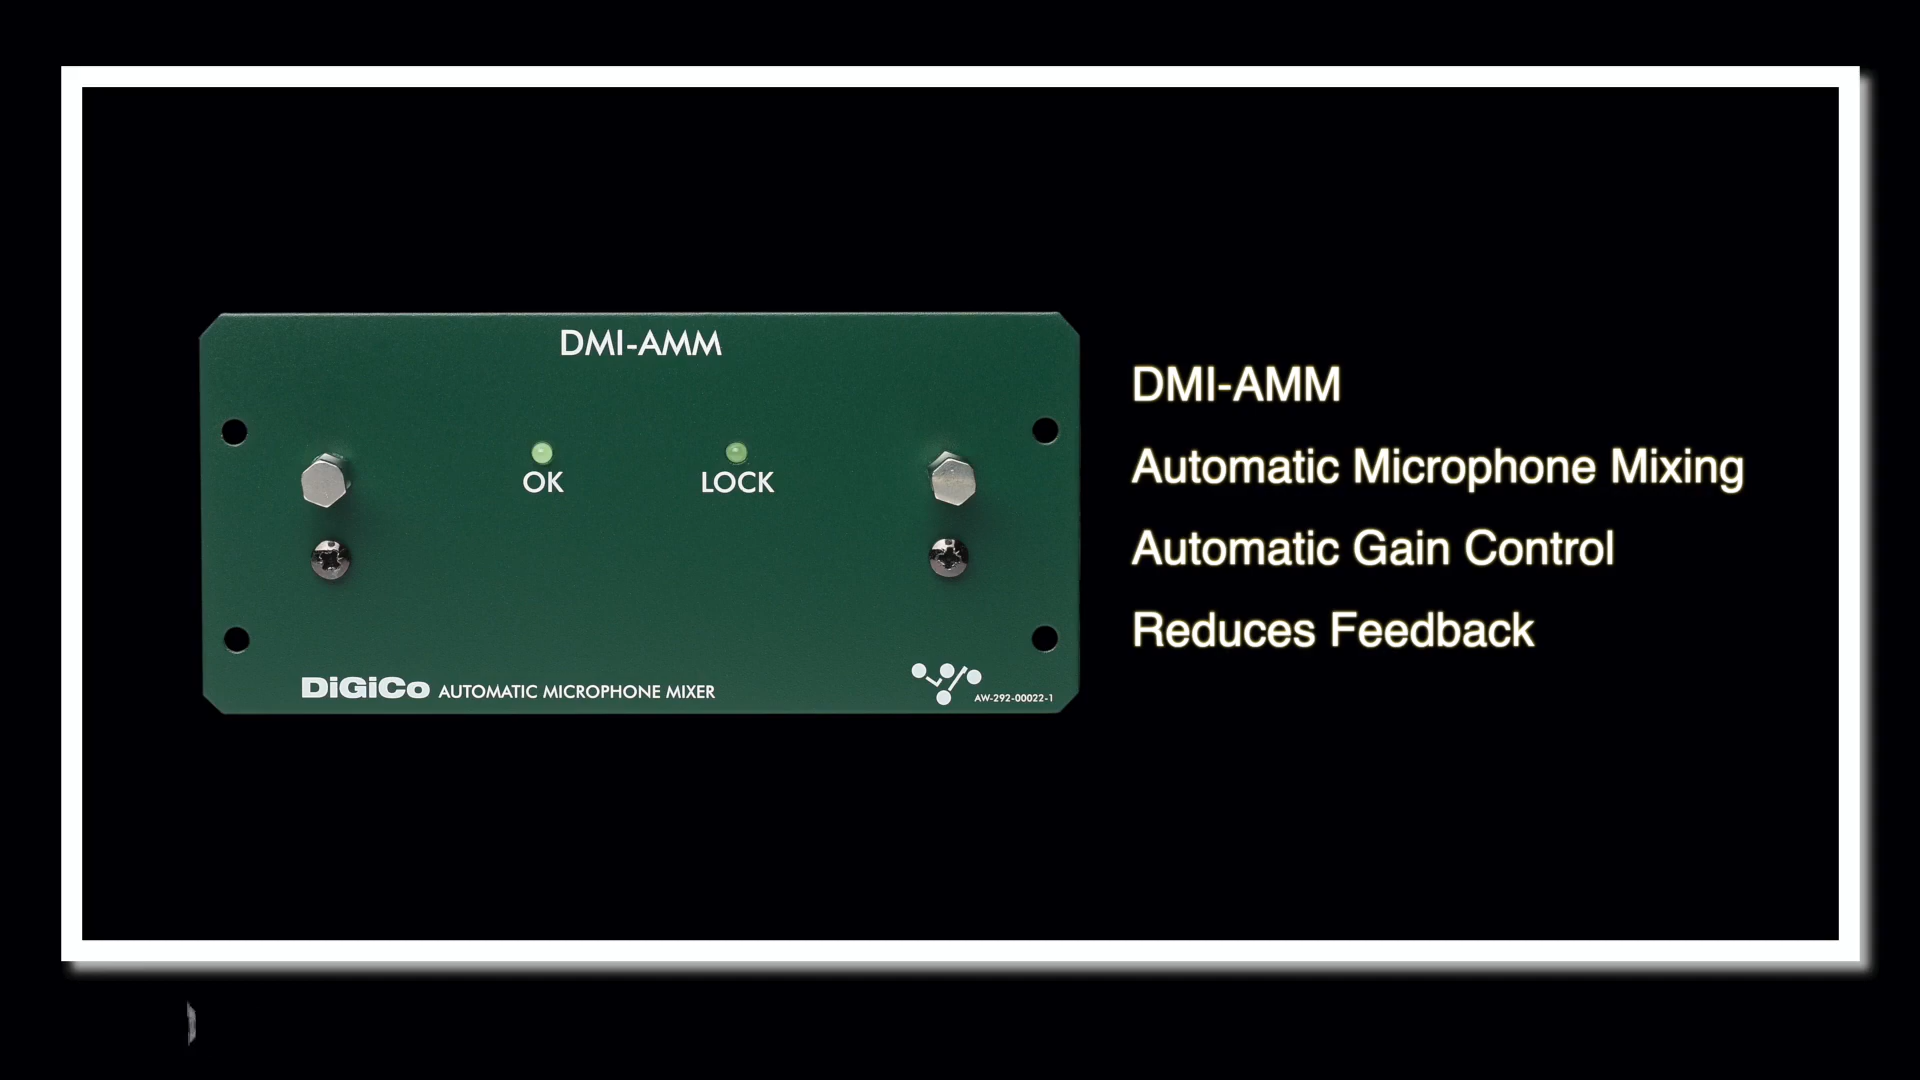 DMI-AMM
OK
LOCK
DiGiCo AUTOMATIC MICROPHONE MIXER
AW-292-00022-1
DMI-AMM
Automatic Microphone Mixing
Automatic Gain Control
Reduces Feedback